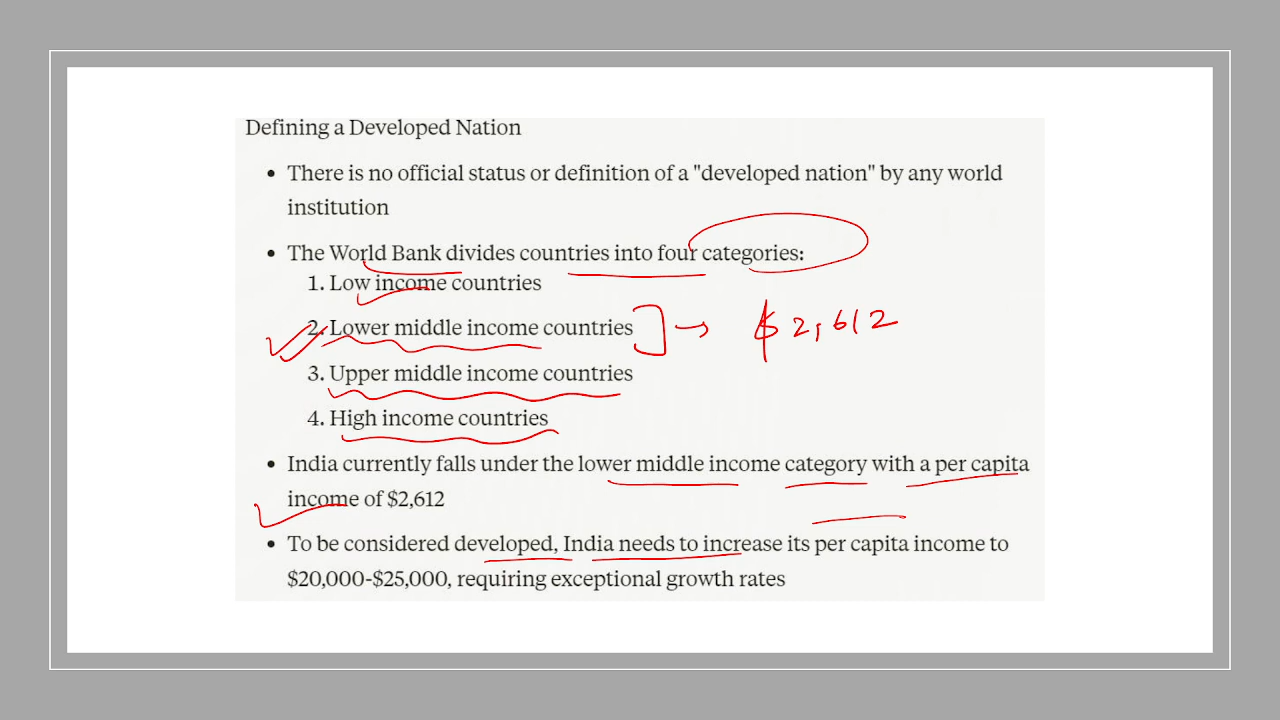 Defining a Developed Nation
• There is no official status or definition of a "developed nation" by any world
institution
• The World Bank divides countries into four categories:
1. Low income countries
2. Lower middle income countries $2,612
3. Upper middle income countries
4. High income countries
• India currently falls under the lower middle income category with a per capita
income of $2,612
• To be considered developed, India needs to increase its per capita income to
$20,000-$25,000, requiring exceptional growth rates